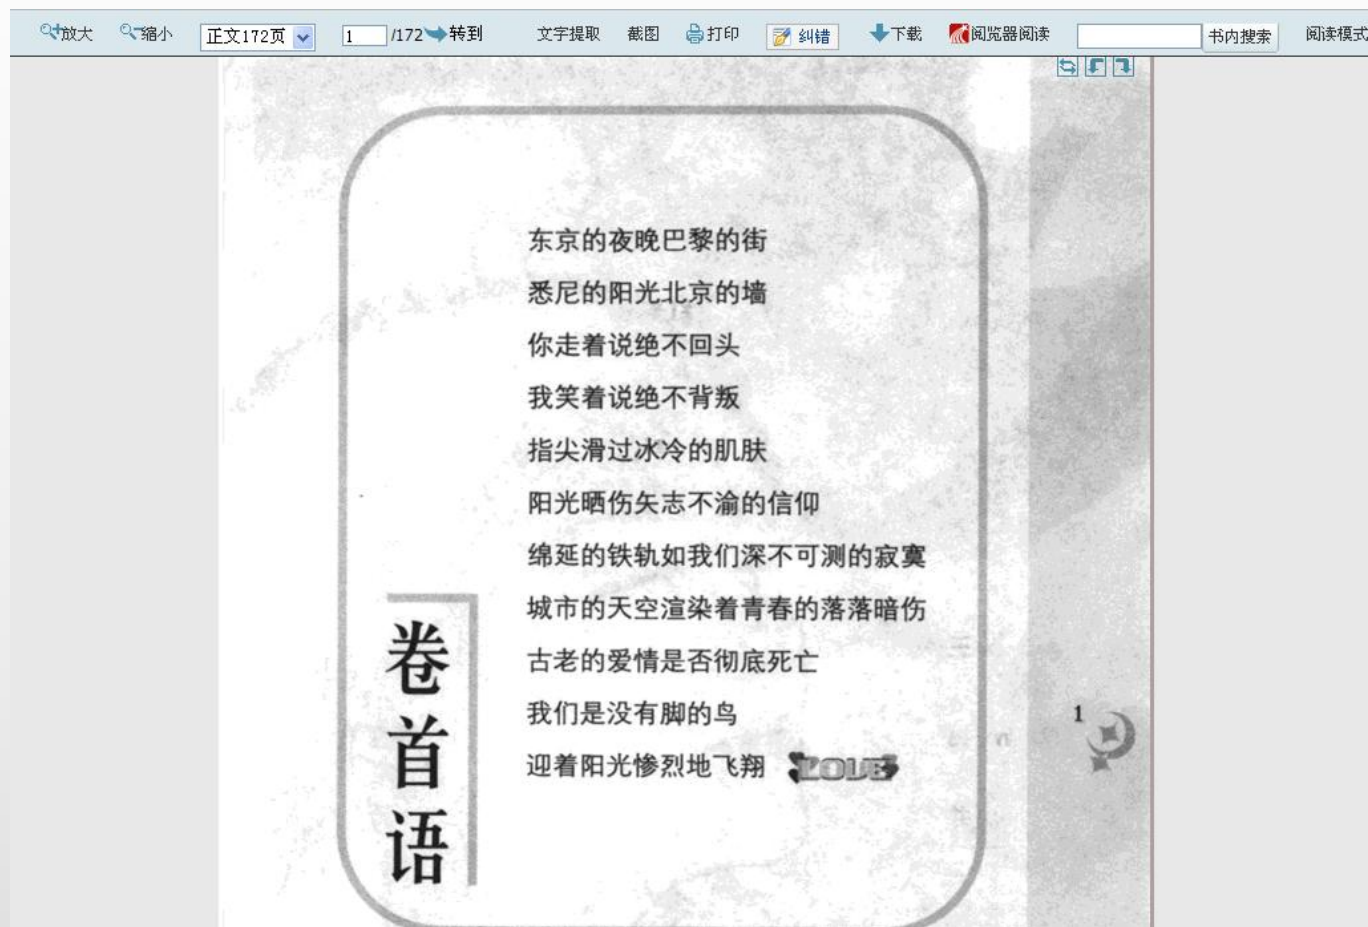 放大 缩小 正文172页 1 /172 转到 文字提取 截图 打印 纠错 下载 阅览器阅读 书内搜索 阅读模式
东京的夜晚巴黎的街
悉尼的阳光北京的墙
你走着说绝不回头
我笑着说绝不背叛
指尖滑过冰冷的肌肤
阳光晒伤矢志不渝的信仰
绵延的铁轨如我们深不可测的寂寞
城市的天空渲染着青春的落落暗伤
古老的爱情是否彻底死亡
我们是没有脚的鸟
迎着阳光惨烈地飞翔 LOVE
卷首语
1